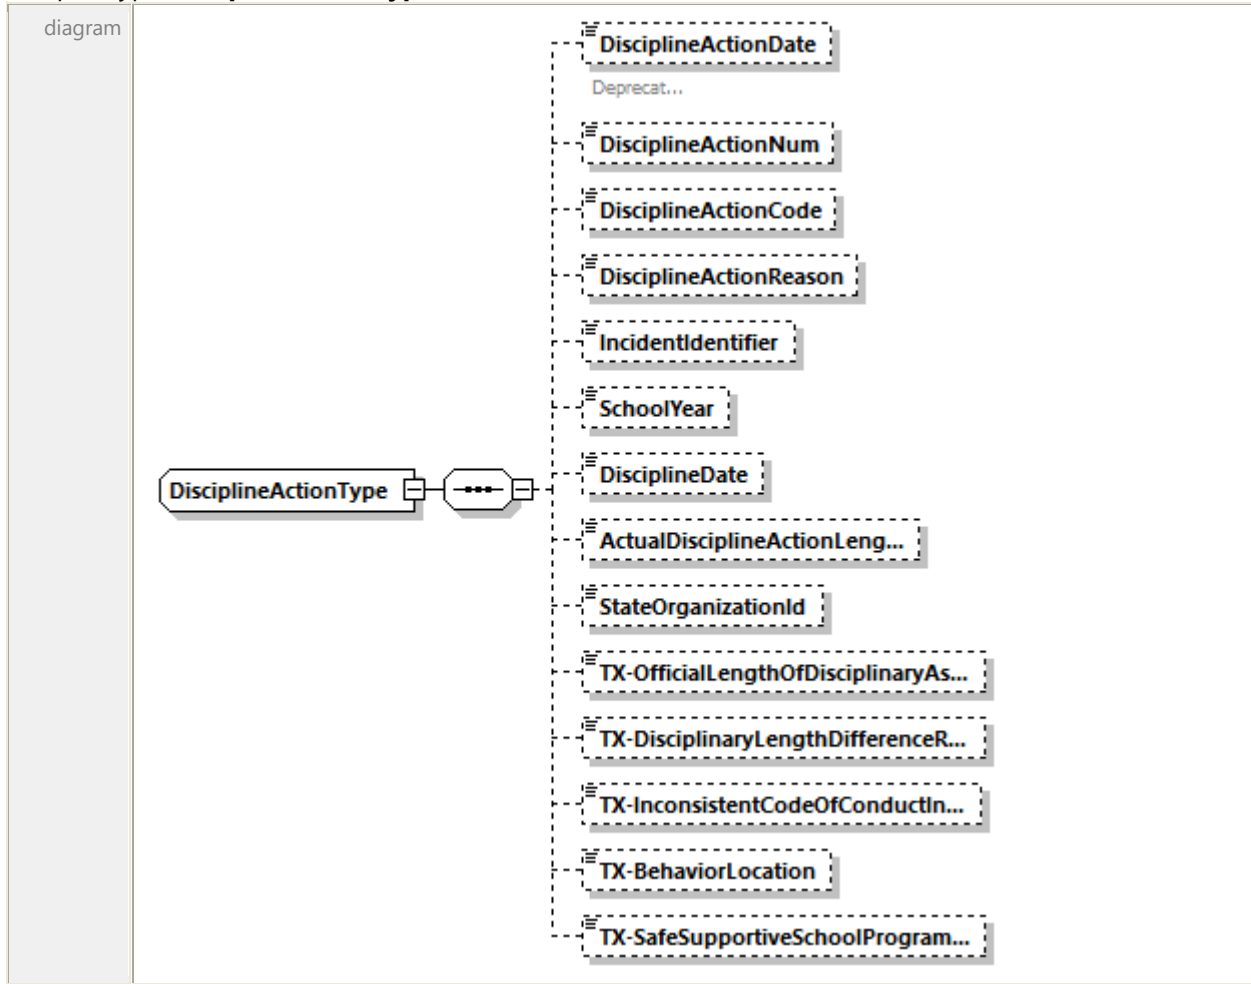 diagram
DisciplineActionDate
Deprecat...
DisciplineActionNum
DisciplineActionCode
DisciplineActionReason
IncidentIdentifier
SchoolYear
DisciplineDate
DisciplineActionType
ActualDisciplineActionLeng...
StateOrganizationId
TX-OfficialLengthOfDisciplinaryAs...
TX-DisciplinaryLengthDifferenceR...
TX-InconsistentCodeOfConductIn...
TX-BehaviorLocation
TX-SafeSupportiveSchoolProgram...